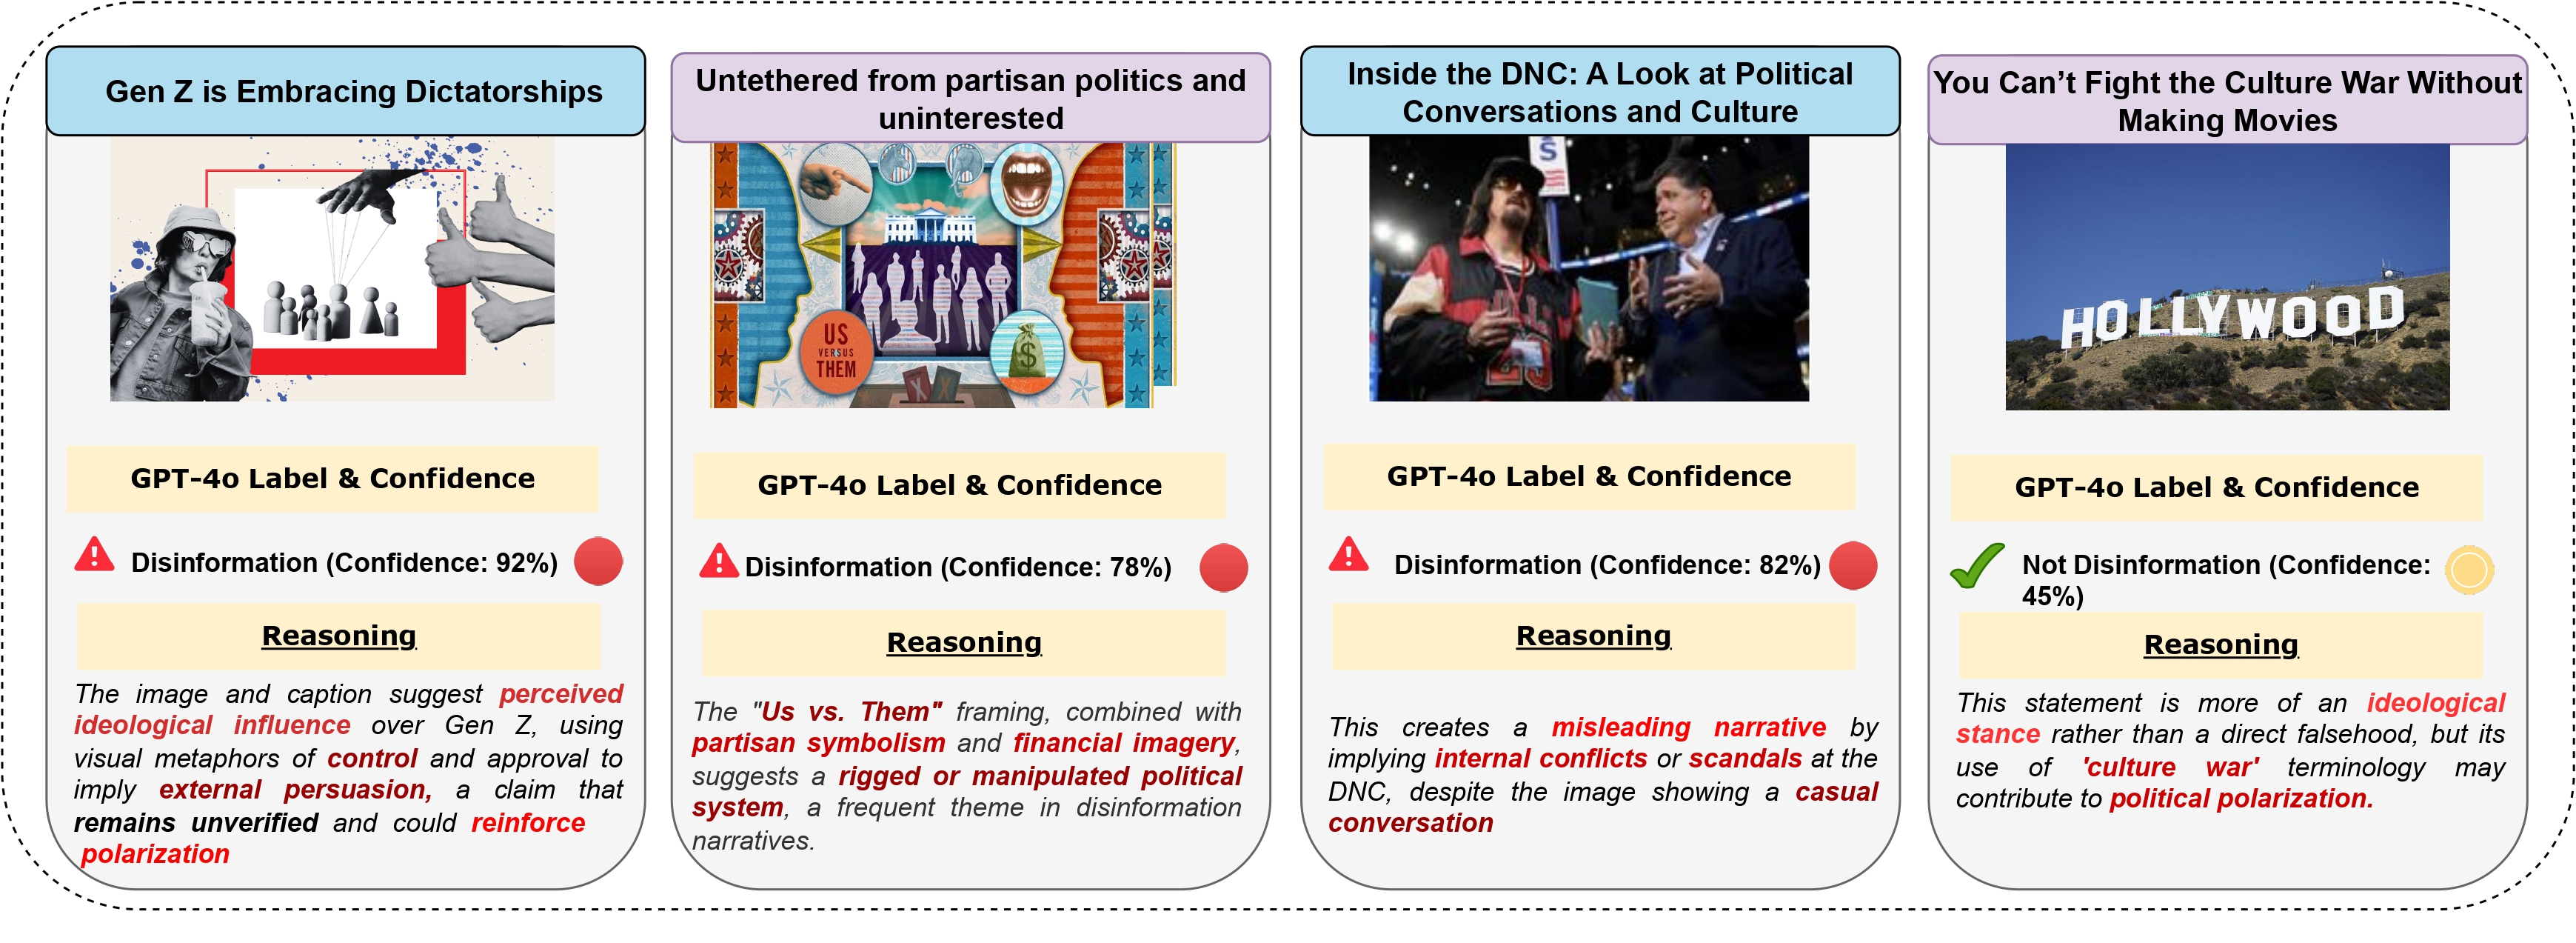 Gen Z is Embracing Dictatorships
GPT-4o Label & Confidence
Disinformation (Confidence: 92%)
Reasoning
The image and caption suggest perceived
ideological influence over Gen Z, using
visual metaphors of control and approval to
imply external persuasion, a claim that
remains unverified and could reinforce
polarization
Untethered from partisan politics and
uninterested
US
VERSUS
THEM
$
X X
GPT-4o Label & Confidence
Disinformation (Confidence: 78%)
Reasoning
The "Us vs. Them" framing, combined with
partisan symbolism and financial imagery,
suggests a rigged or manipulated political
system, a frequent theme in disinformation
narratives.
Inside the DNC: A Look at Political
Conversations and Culture
S
GPT-4o Label & Confidence
Disinformation (Confidence: 82%)
Reasoning
This creates a misleading narrative by
implying internal conflicts or scandals at the
DNC, despite the image showing a casual
conversation
You Can’t Fight the Culture War Without
Making Movies
HOLLYWOOD
GPT-4o Label & Confidence
Not Disinformation (Confidence:
45%)
Reasoning
This statement is more of an ideological
stance rather than a direct falsehood, but its
use of 'culture war' terminology may
contribute to political polarization.